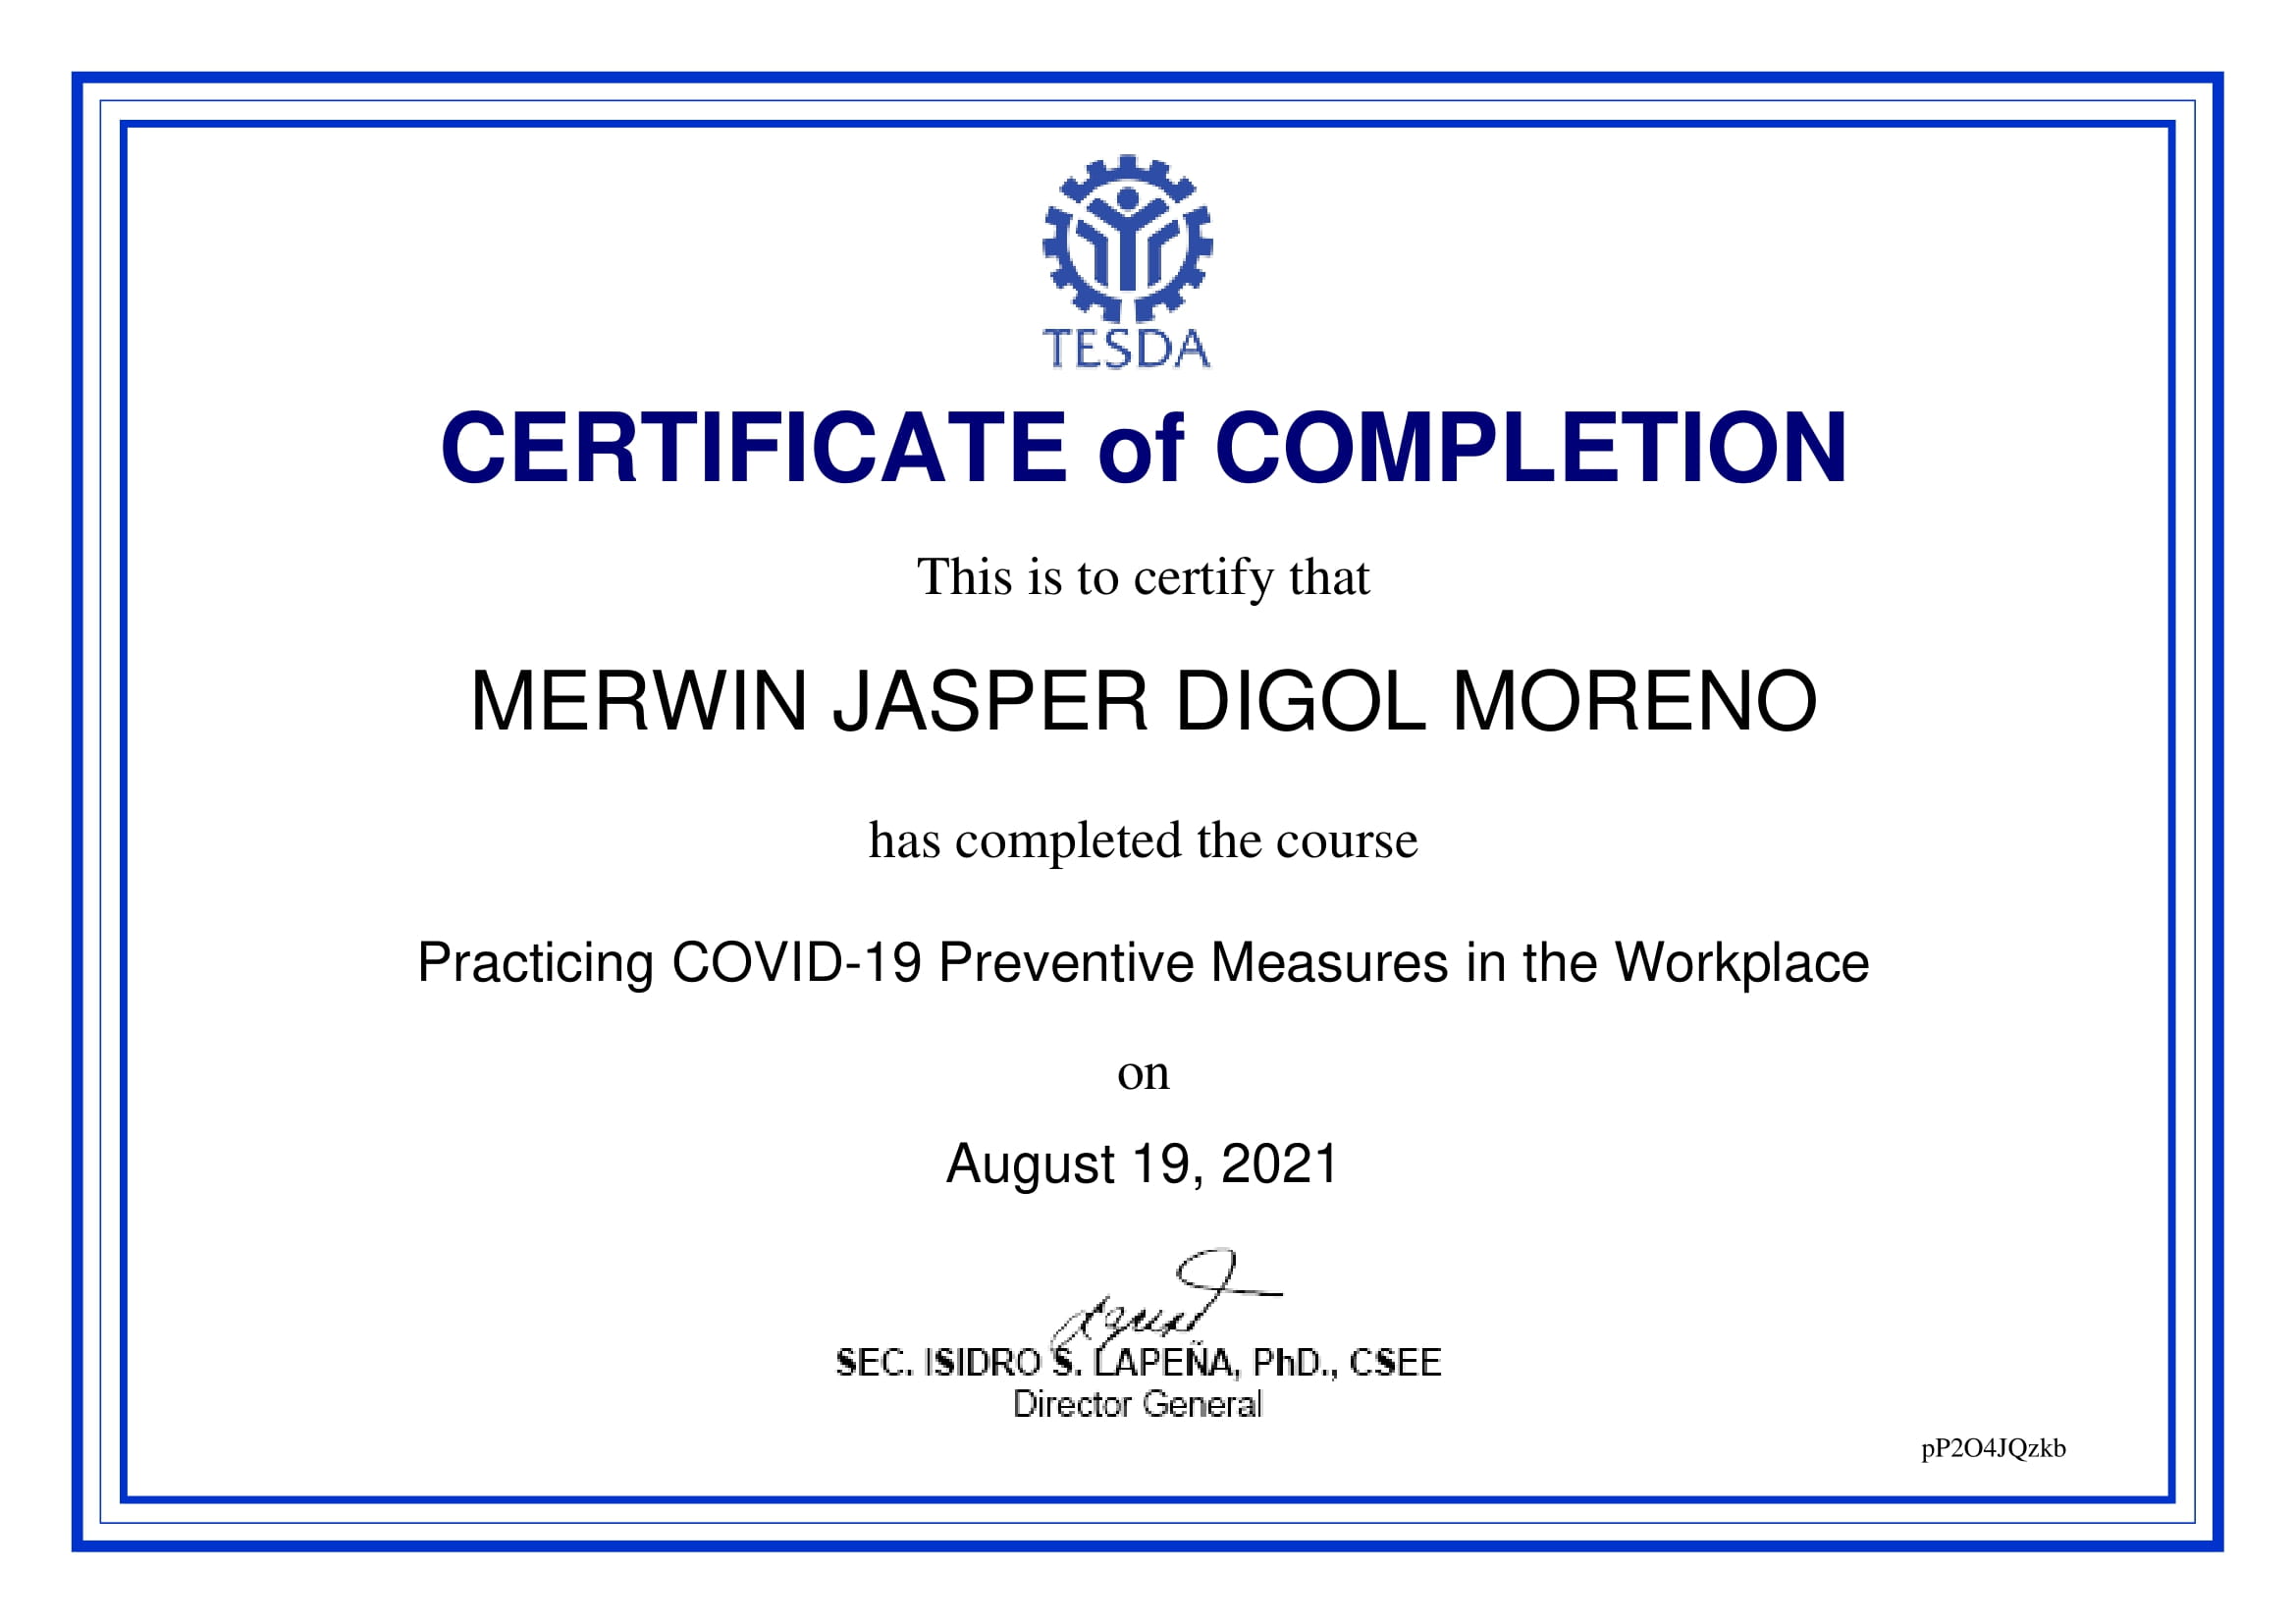 TESDA
CERTIFICATE of COMPLETION
This is to certify that
MERWIN JASPER DIGOL MORENO
has completed the course
Practicing COVID-19 Preventive Measures in the Workplace
on
August 19, 2021
SEC. ISIDRO S. LAPEÑA, PhD., CSEE
Director General
pP2O4JQzkb